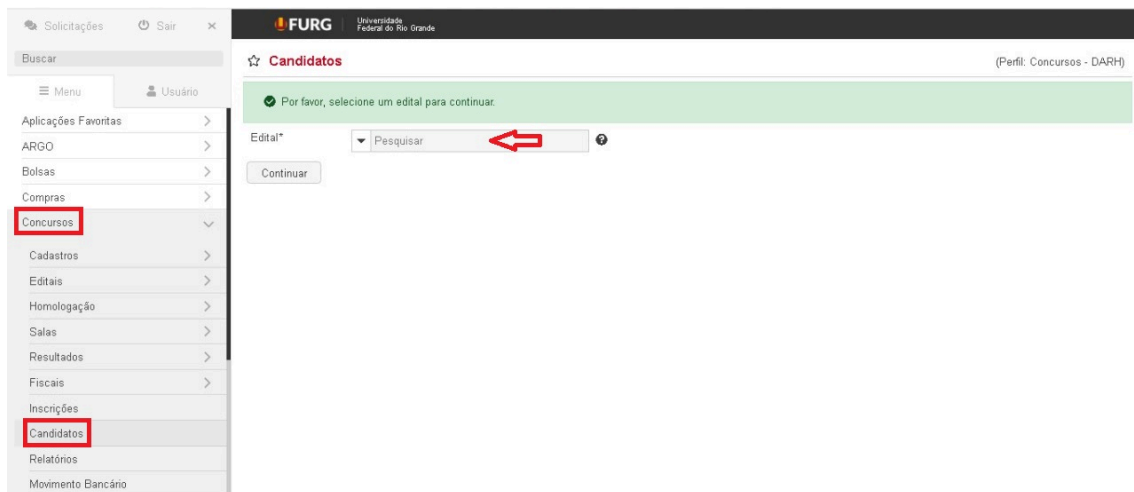 Solicitações Sair ×
FURG Universidade Federal do Rio Grande
Buscar
Candidatos
(Perfil: Concursos - DARH)
Menu Usuário
Por favor, selecione um edital para continuar.
Aplicações Favoritas
Edital* Pesquisar
ARGO
Bolsas
Continuar
Compras
Concursos
Cadastros
Editais
Homologação
Salas
Resultados
Fiscais
Inscrições
Candidatos
Relatórios
Movimento Bancário